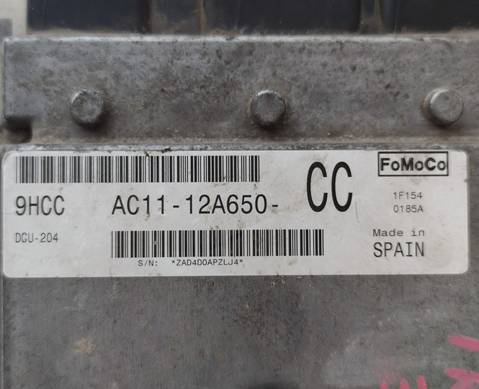 FoMoCo
9HCC AC11-12A650- CC
1F154
0185A
DCU-204
Made in
SPAIN
S/N: *ZAD4D0APZLJ4*